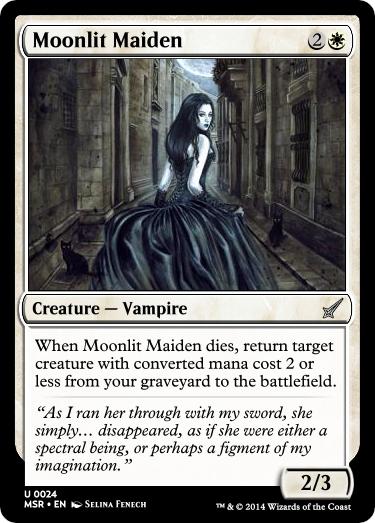 Moonlit Maiden 2
Creature — Vampire
When Moonlit Maiden dies, return target
creature with converted mana cost 2 or
less from your graveyard to the battlefield.
“As I ran her through with my sword, she
simply… disappeared, as if she were either a
spectral being, or perhaps a figment of my
imagination.”
2/3
U 0024
MSR • EN Selina Fenech
™ & © 2014 Wizards of the Coast